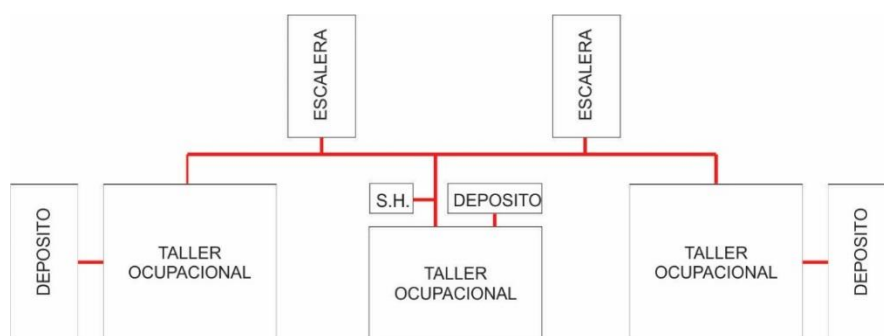 ESCALERA
ESCALERA
S.H.
DEPOSITO
DEPOSITO
TALLER
OCUPACIONAL
TALLER
OCUPACIONAL
TALLER
OCUPACIONAL
DEPOSITO